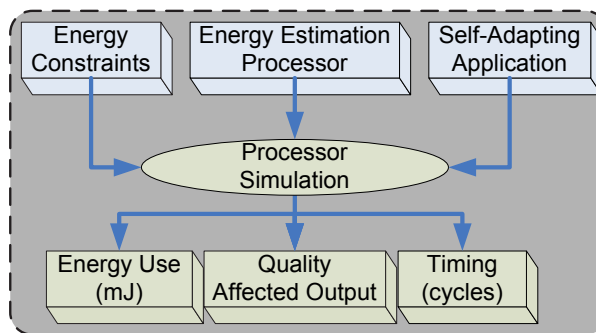 Energy
Constraints
Energy Estimation
Processor
Self-Adapting
Application
Processor
Simulation
Energy Use
(mJ)
Quality
Affected Output
Timing
(cycles)